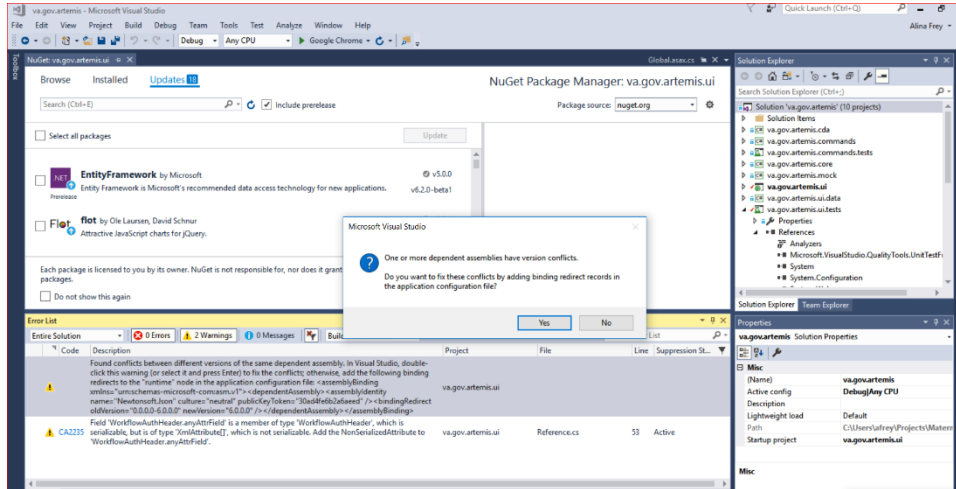 va.gov.artemis - Microsoft Visual Studio
Quick Launch (Ctrl+Q)
File Edit View Project Build Debug Team Tools Test Analyze Window Help
Alina Frey
Debug Any CPU Google Chrome
Toolbox
NuGet: va.gov.artemis.ui
Global.asax.cs
Browse Installed Updates 18
NuGet Package Manager: va.gov.artemis.ui
Search (Ctrl+E)
Include prerelease
Package source: nuget.org
Select all packages
Update
.NET
EntityFramework by Microsoft
v5.0.0
Entity Framework is Microsoft's recommended data access technology for new applications.
v6.2.0-beta1
Prerelease
Flot
flot by Ole Laursen, David Schnur
Attractive JavaScript charts for jQuery.
Each package is licensed to you by its owner. NuGet is not responsible, nor does it grant
packages.
Do not show this again
Microsoft Visual Studio
One or more dependent assemblies have version conflicts.
Do you want to fix these conflicts by adding binding redirect records in
the application configuration file?
Yes No
Error List
Entire Solution 0 Errors 2 Warnings 0 Messages Buil
List
Code Description Project File Line Suppression St...
Found conflicts between different versions of the same dependent assembly. In Visual Studio, double-
click this warning (or select it and press Enter) to fix the conflicts; otherwise, add the following binding
redirects to the "runtime" node in the application configuration file: <assemblyBinding
xmlns="urn:schemas-microsoft-com:asm.v1"><dependentAssembly><assemblyIdentity
name="Newtonsoft.Json" culture="neutral" publicKeyToken="30ad4fe6b2a6aeed" /><bindingRedirect
oldVersion="0.0.0.0-6.0.0.0" newVersion="6.0.0.0" /></dependentAssembly></assemblyBinding>
va.gov.artemis.ui
CA2235
Field 'WorkflowAuthHeader.anyAttrField' is a member of type 'WorkflowAuthHeader', which is
serializable, but is of type 'XmlAttribute[]', which is not serializable. Add the NonSerializedAttribute to
'WorkflowAuthHeader.anyAttrField'.
va.gov.artemis.ui Reference.cs 53 Active
Solution Explorer
Search Solution Explorer (Ctrl+;)
Solution 'va.gov.artemis' (10 projects)
Solution Items
va.gov.artemis.cda
va.gov.artemis.commands
va.gov.artemis.commands.tests
va.gov.artemis.core
va.gov.artemis.mock
va.gov.artemis.ui
va.gov.artemis.ui.data
va.gov.artemis.ui.tests
Properties
References
Analyzers
Microsoft.VisualStudio.QualityTools.UnitTestF
System
System.Configuration
Solution Explorer Team Explorer
Properties
va.gov.artemis Solution Properties
Misc
(Name) va.gov.artemis
Active config Debug|Any CPU
Description
Lightweight load Default
Path C:\Users\afrey\Projects\Matern
Startup project va.gov.artemis.ui
Misc